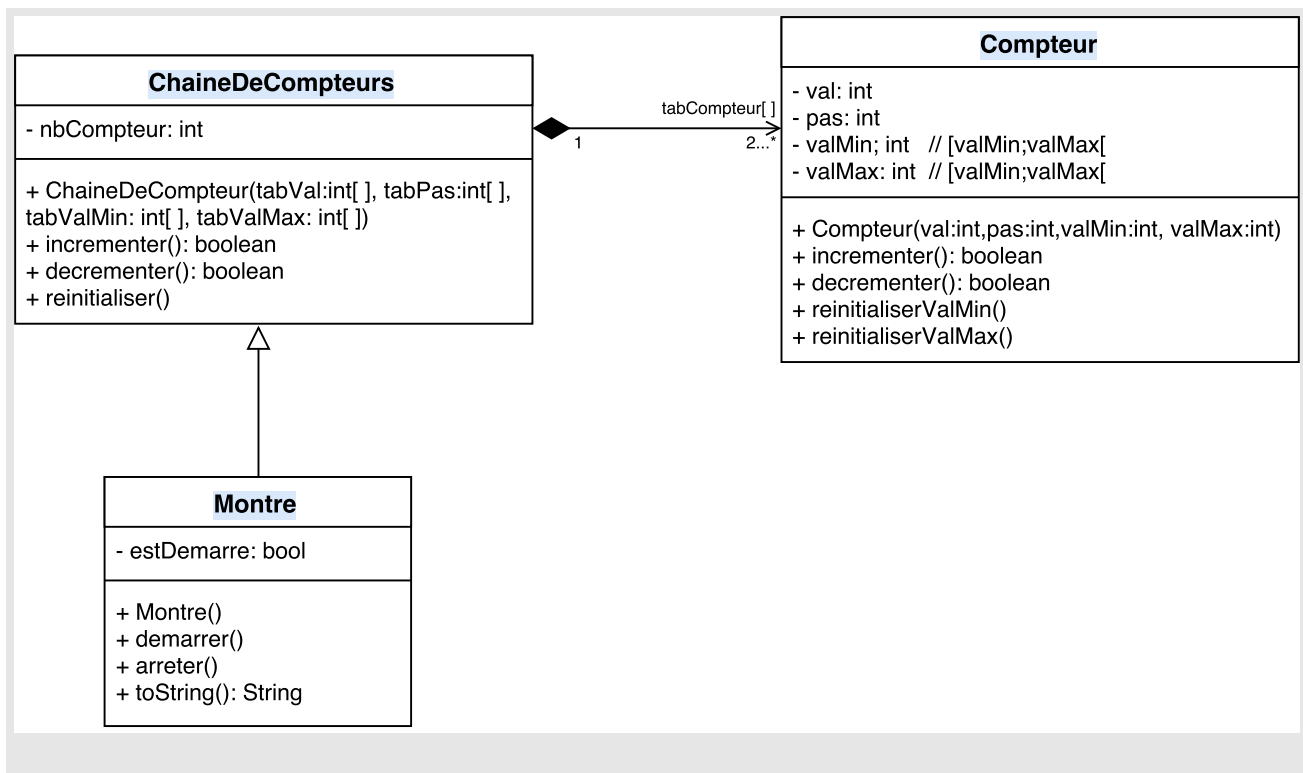 ChaineDeCompteurs
- nbCompteur: int
+ ChaineDeCompteur(tabVal:int[ ], tabPas:int[ ],
tabValMin: int[ ], tabValMax: int[ ])
+ incrementer(): boolean
+ decrementer(): boolean
+ reinitialiser()
1
tabCompteur[ ]
2...*
Compteur
- val: int
- pas: int
- valMin; int // [valMin;valMax[
- valMax: int // [valMin;valMax[
+ Compteur(val:int,pas:int,valMin:int, valMax:int)
+ incrementer(): boolean
+ decrementer(): boolean
+ reinitialiserValMin()
+ reinitialiserValMax()
Montre
- estDemarre: bool
+ Montre()
+ demarrer()
+ arreter()
+ toString(): String